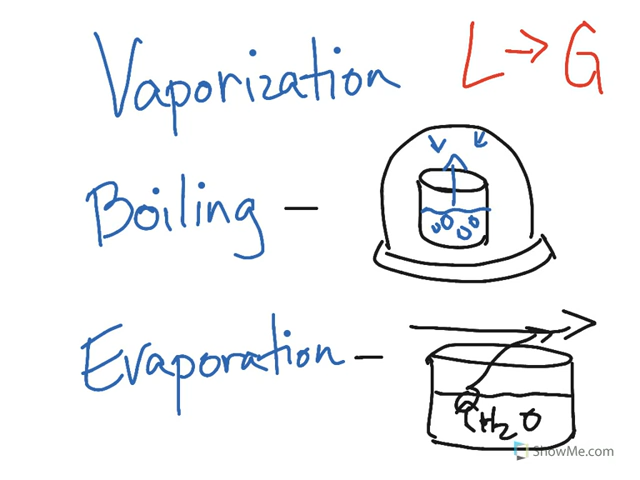 Vaporization L → G
Boiling –
Evaporation –
H₂O
ShowMe.com